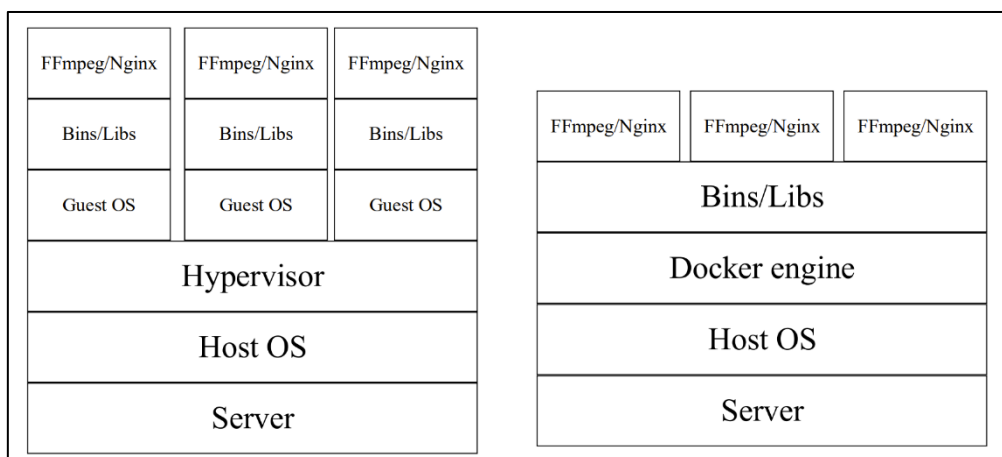 FFmpeg/Nginx
FFmpeg/Nginx
FFmpeg/Nginx
Bins/Libs
Bins/Libs
Bins/Libs
Guest OS
Guest OS
Guest OS
Hypervisor
Host OS
Server
FFmpeg/Nginx
FFmpeg/Nginx
FFmpeg/Nginx
Bins/Libs
Docker engine
Host OS
Server